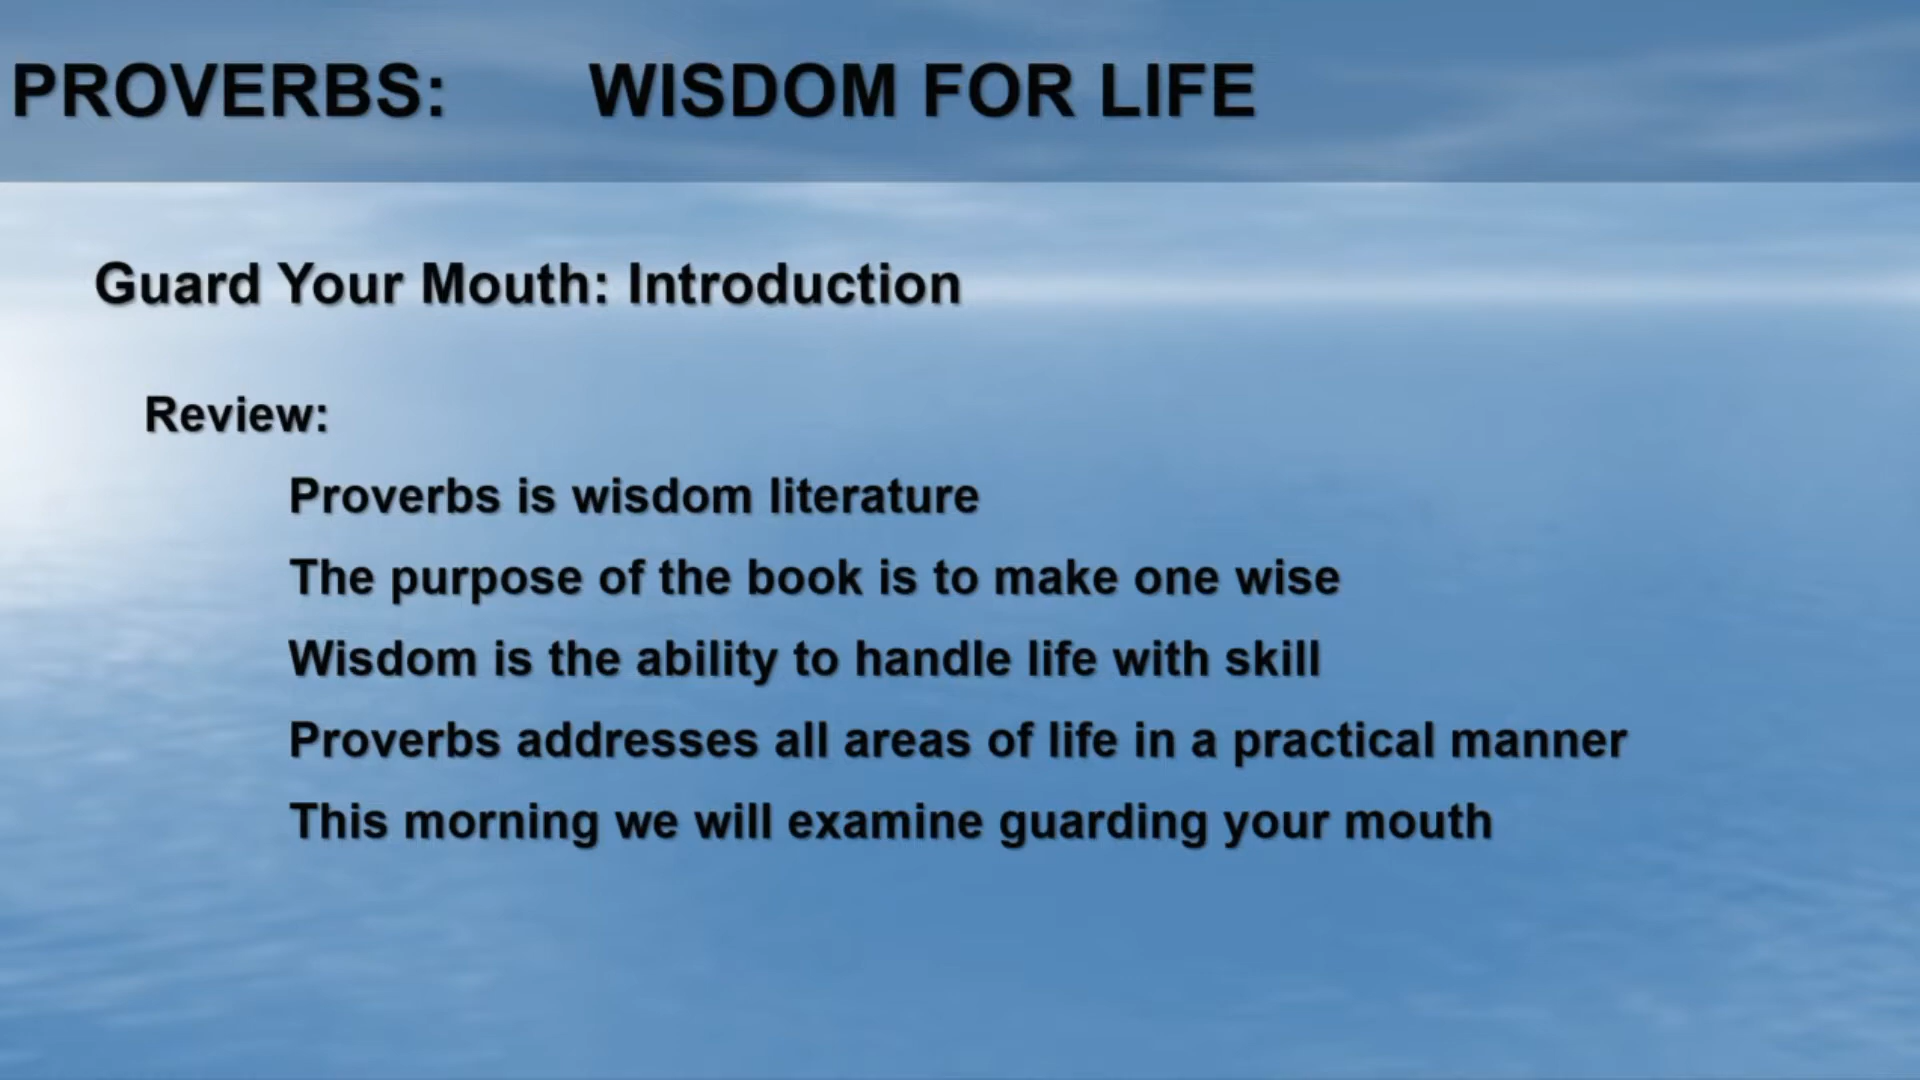 PROVERBS: WISDOM FOR LIFE
Guard Your Mouth: Introduction
Review:
Proverbs is wisdom literature
The purpose of the book is to make one wise
Wisdom is the ability to handle life with skill
Proverbs addresses all areas of life in a practical manner
This morning we will examine guarding your mouth